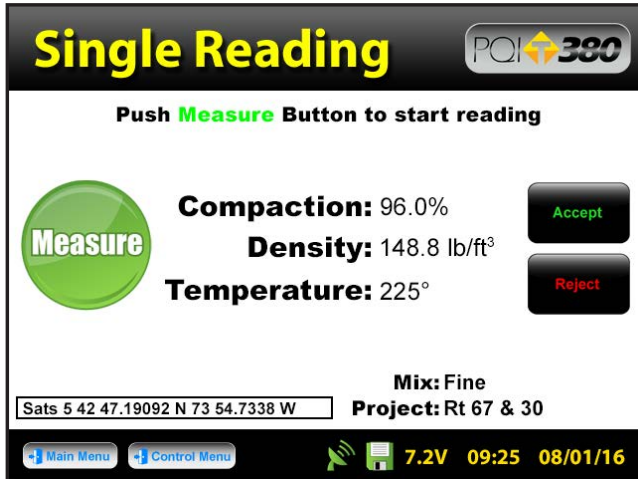 Single Reading
PQI T 380
Push Measure Button to start reading
Measure
Compaction: 96.0%
Density: 148.8 lb/ft³
Temperature: 225°
Accept
Reject
Mix: Fine
Sats 5 42 47.19092 N 73 54.7338 W
Project: Rt 67 & 30
Main Menu
Control Menu
7.2V 09:25 08/01/16